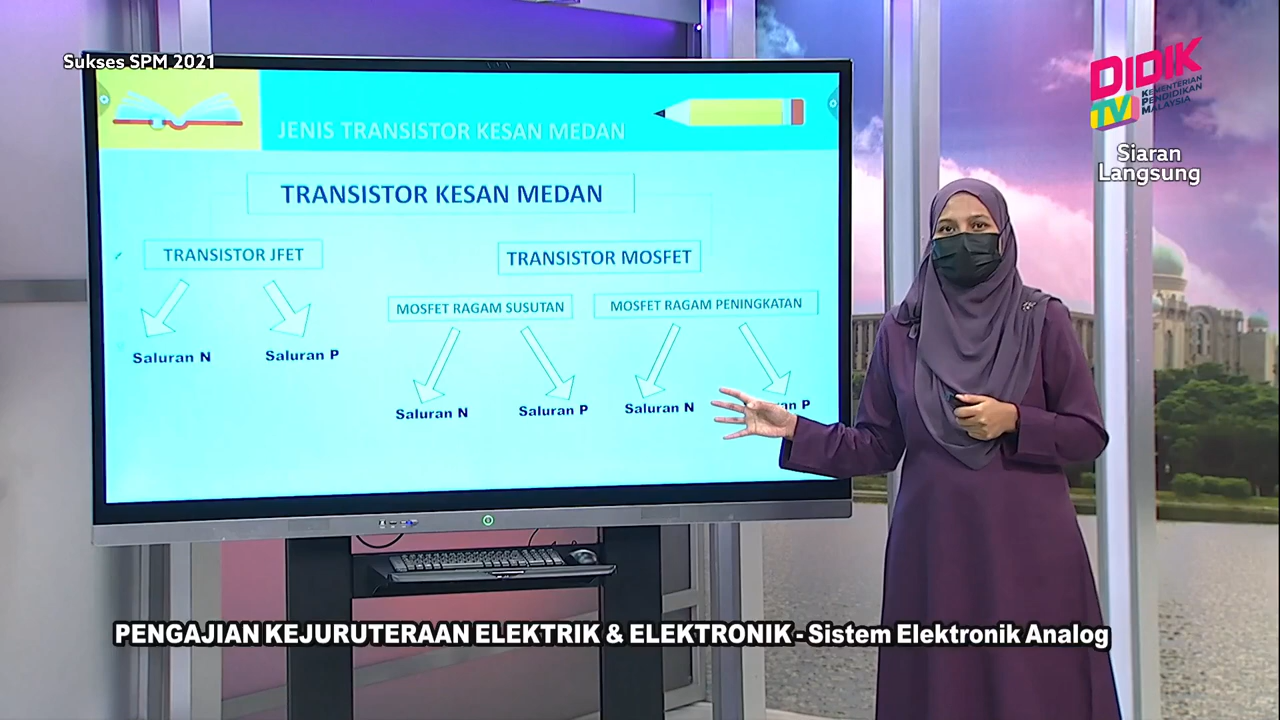 Sukses SPM 2021
DIDIK
TV
KEMENTERIAN
PENDIDIKAN
MALAYSIA
Siaran
Langsung
JENIS TRANSISTOR KESAN MEDAN
TRANSISTOR KESAN MEDAN
TRANSISTOR JFET
TRANSISTOR MOSFET
MOSFET RAGAM SUSUTAN
MOSFET RAGAM PENINGKATAN
Saluran N
Saluran P
Saluran N
Saluran P
Saluran N
P
PENGAJIAN KEJURUTERAAN ELEKTRIK & ELEKTRONIK - Sistem Elektronik Analog